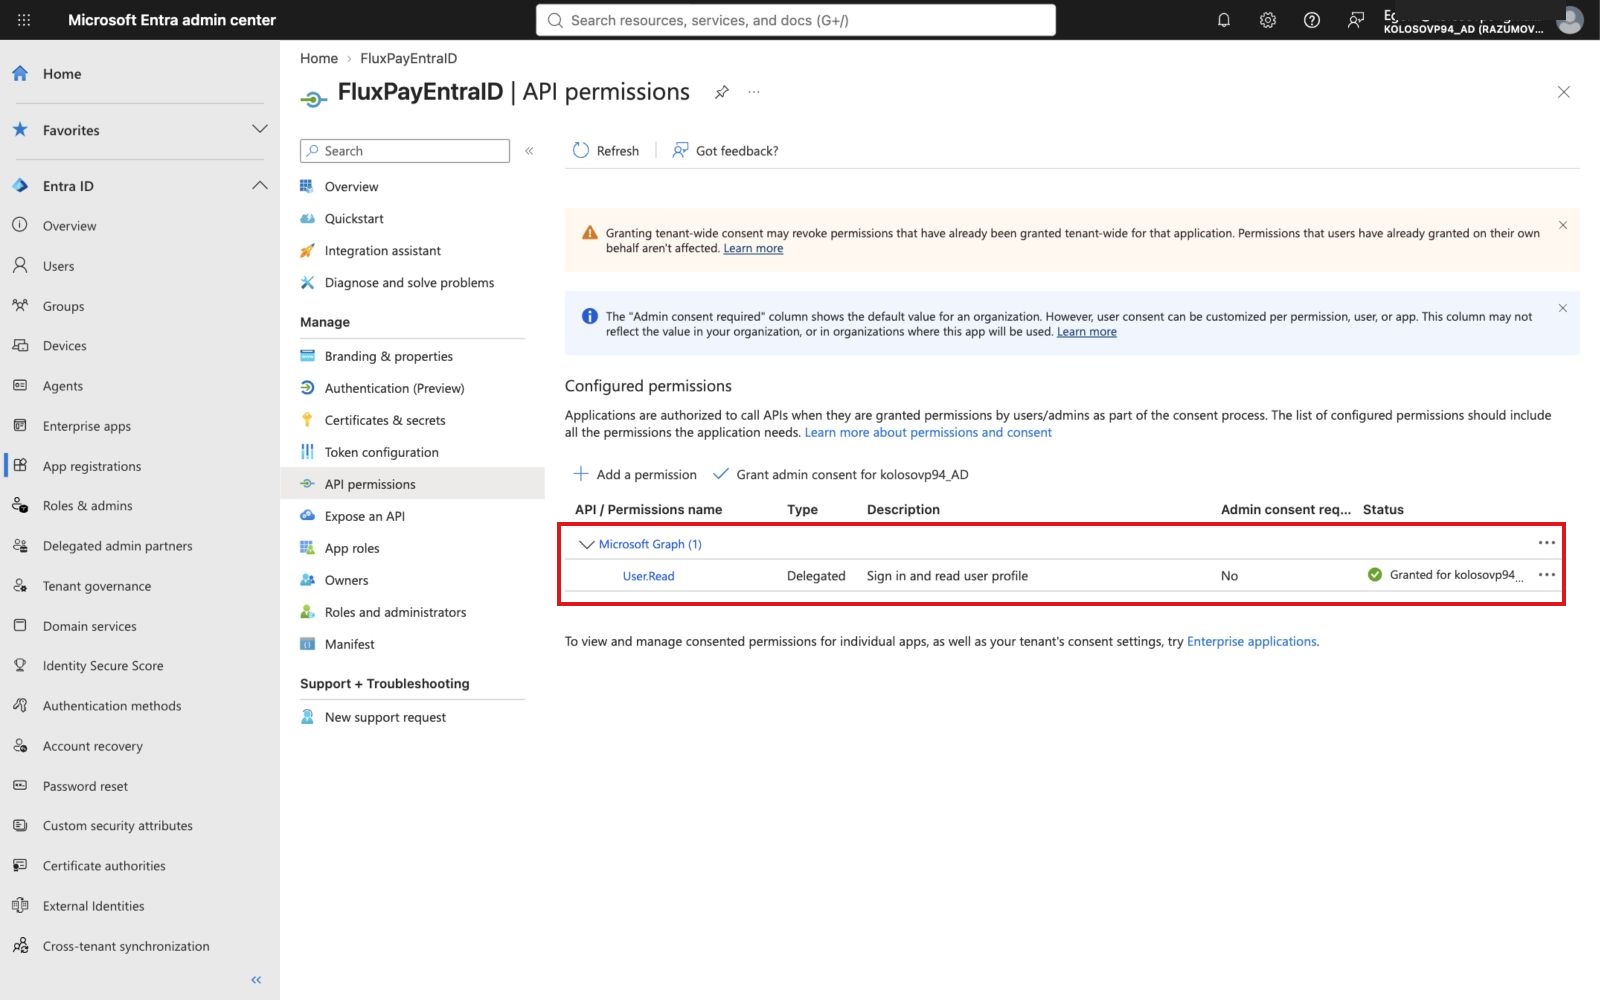 Microsoft Entra admin center
Search resources, services, and docs (G+/)
KOLOSOVP94_AD (RAZUMOV...
Home
Favorites
Entra ID
Overview
Users
Groups
Devices
Agents
Enterprise apps
App registrations
Roles & admins
Delegated admin partners
Tenant governance
Domain services
Identity Secure Score
Authentication methods
Account recovery
Password reset
Custom security attributes
Certificate authorities
External Identities
Cross-tenant synchronization
Home > FluxPayEntraID
FluxPayEntraID | API permissions
Search
Overview
Quickstart
Integration assistant
Diagnose and solve problems
Manage
Branding & properties
Authentication (Preview)
Certificates & secrets
Token configuration
API permissions
Expose an API
App roles
Owners
Roles and administrators
Manifest
Support + Troubleshooting
New support request
Refresh
Got feedback?
Granting tenant-wide consent may revoke permissions that have already been granted tenant-wide for that application. Permissions that users have already granted on their own
behalf aren't affected. Learn more
The "Admin consent required" column shows the default value for an organization. However, user consent can be customized per permission, user, or app. This column may not
reflect the value in your organization, or in organizations where this app will be used. Learn more
Configured permissions
Applications are authorized to call APIs when they are granted permissions by users/admins as part of the consent process. The list of configured permissions should include
all the permissions the application needs. Learn more about permissions and consent
Add a permission
Grant admin consent for kolosovp94_AD
API / Permissions name Type Description Admin consent req... Status
Microsoft Graph (1)
User.Read Delegated Sign in and read user profile No Granted for kolosovp94_...
To view and manage consented permissions for individual apps, as well as your tenant's consent settings, try Enterprise applications.